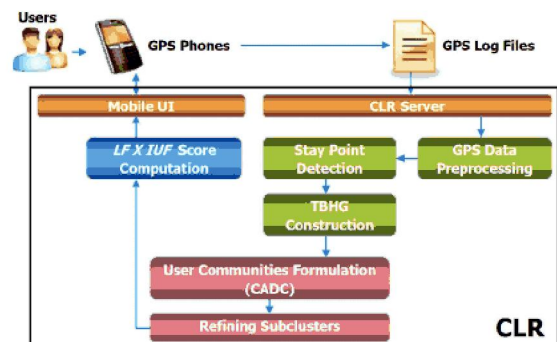 Users
GPS Phones
GPS Log Files
Mobile UI
CLR Server
LF X IUF Score
Computation
Stay Point
Detection
GPS Data
Preprocessing
TBHG
Construction
User Communities Formulation
(CADC)
Refining Subclusters
CLR